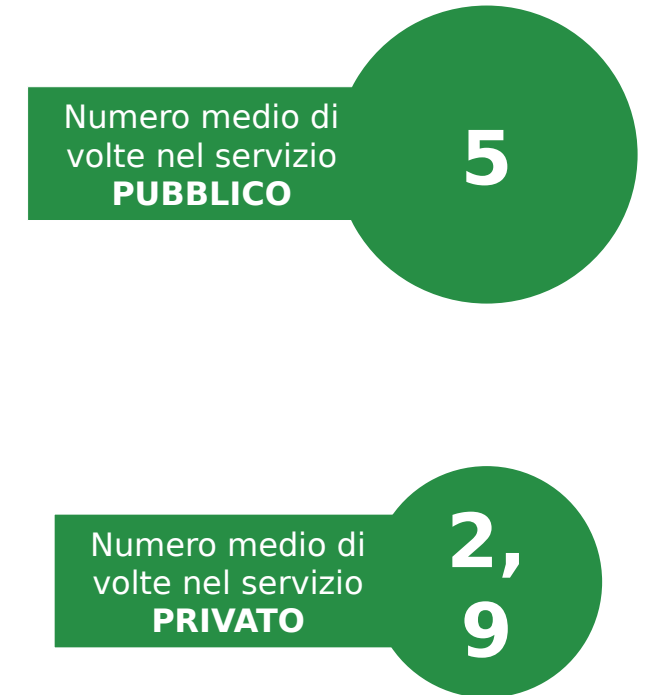 Numero medio di
volte nel servizio
PUBBLICO
5
Numero medio di
volte nel servizio
PRIVATO
2,
9